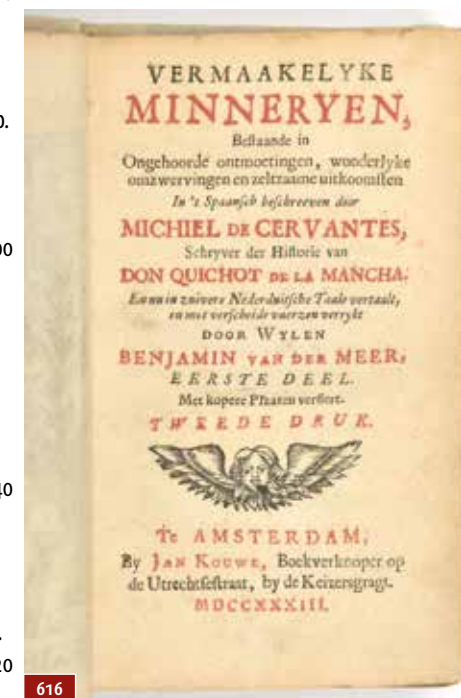 VERMAAKELYKE
MINNERYEN,
Bestaande in
Ongehoorde ontmoetingen, wonderlyke
omzwervingen en zeltzaame uitkomsten
In 't Spaansch beschreeven door
MICHIEL DE CERVANTES,
Schryver der Historie van
DON QUICHOT DE LA MANCHA.
En nu in zuivere Nederduitsche Taale vertaalt,
en met verscheide vaerzen verrykt
DOOR WYLEN
BENJAMIN VAN DER MEER,
EERSTE DEEL.
Met kopere Plaaten versiert.
TWEEDE DRUK.
Te AMSTERDAM,
By JAN KOUWE, Boekverkooper op
de Utrechtsestraat, by de Keizersgragt.
MDCCXXXIII.
616